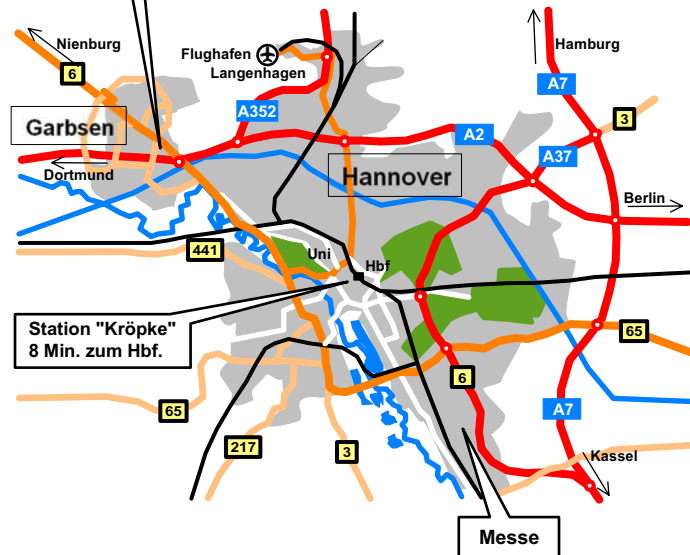 Nienburg
6
Flughafen
Langenhagen
Hamburg
A7
3
A352
Garbsen
A2
A37
Dortmund
Hannover
Berlin
441
Uni
Hbf
Station "Kröpke"
8 Min. zum Hbf.
65
6
65
A7
217
3
Kassel
Messe